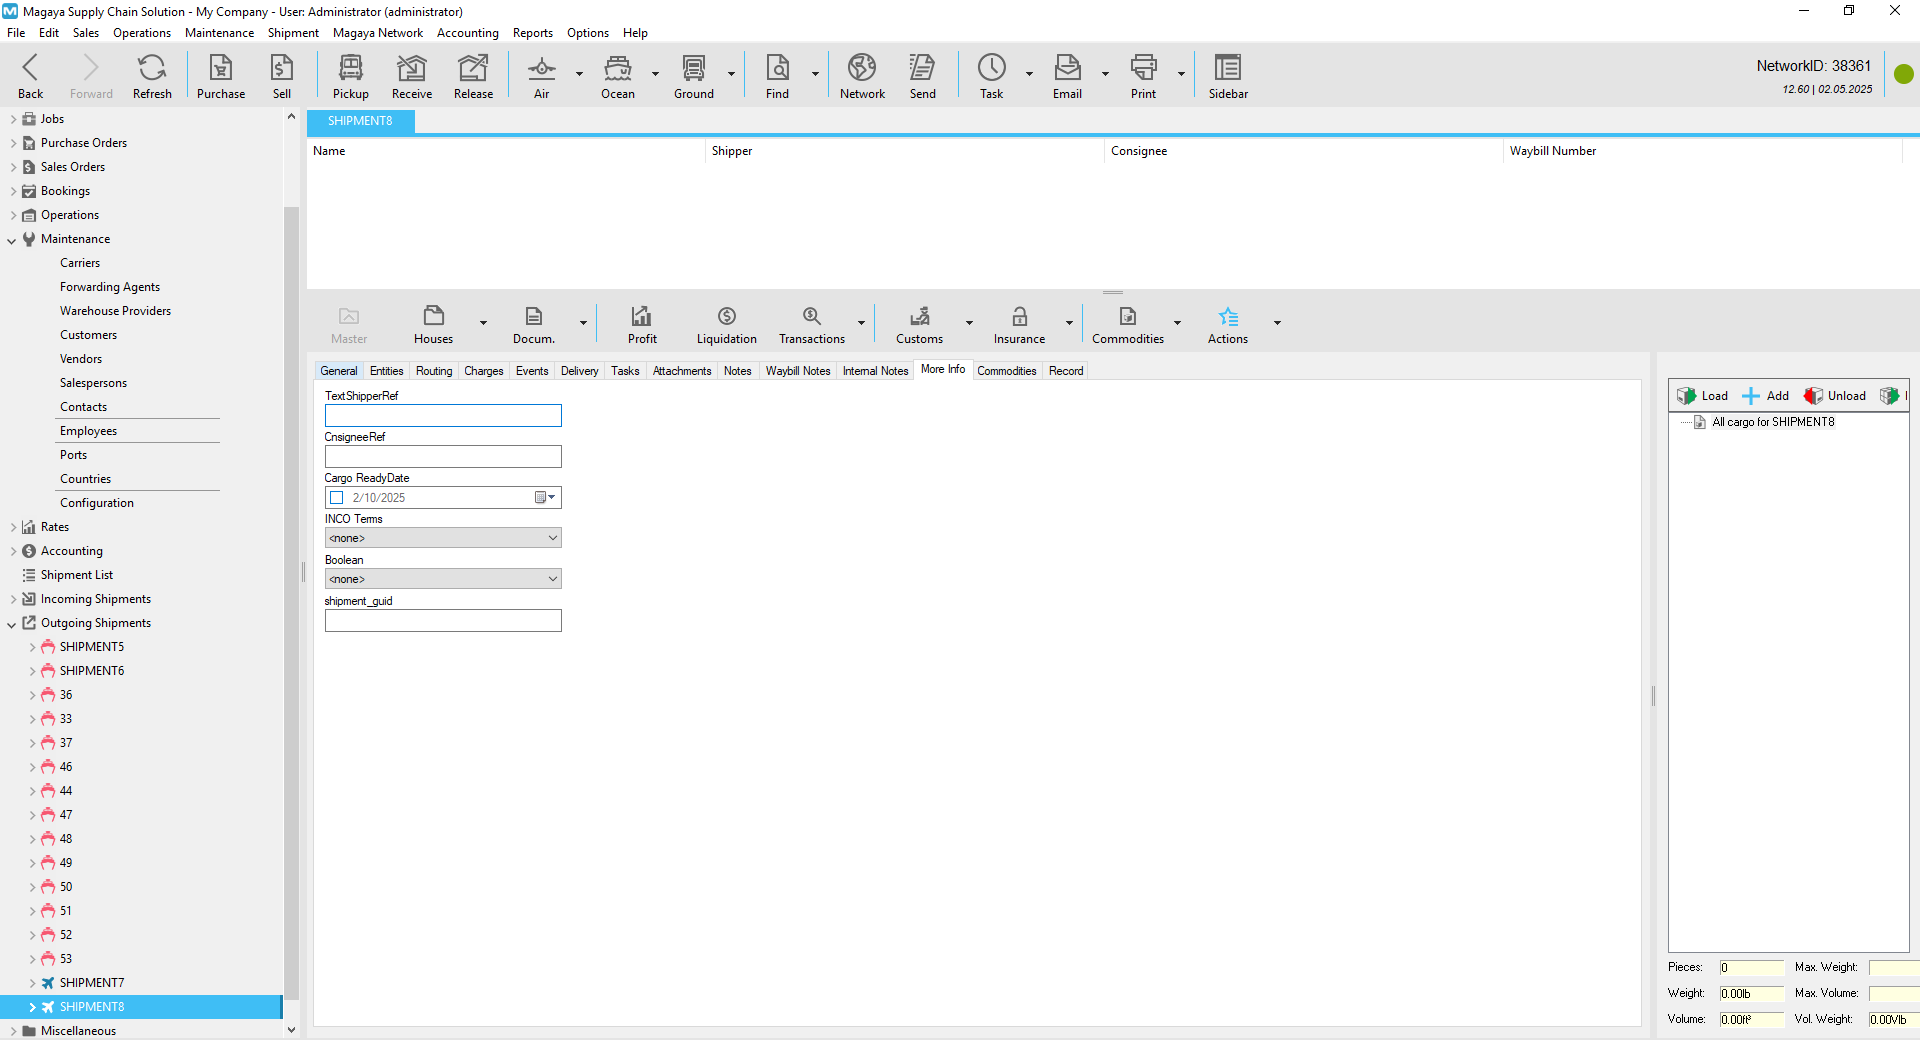 Magaya Supply Chain Solution - My Company - User: Administrator (administrator)
File Edit Sales Operations Maintenance Shipment Magaya Network Accounting Reports Options Help
Back Forward Refresh Purchase Sell Pickup Receive Release Air Ocean Ground Find Network Send Task Email Print Sidebar
NetworkID: 38361
12.60 | 02.05.2025
Jobs
Purchase Orders
Sales Orders
Bookings
Operations
Maintenance
Carriers
Forwarding Agents
Warehouse Providers
Customers
Vendors
Salespersons
Contacts
Employees
Ports
Countries
Configuration
Rates
Accounting
Shipment List
Incoming Shipments
Outgoing Shipments
SHIPMENT5
SHIPMENT6
36
33
37
46
44
47
48
49
50
51
52
53
SHIPMENT7
SHIPMENT8
Miscellaneous
SHIPMENT8
Name Shipper Consignee Waybill Number
Master Houses Docum. Profit Liquidation Transactions Customs Insurance Commodities Actions
General Entities Routing Charges Events Delivery Tasks Attachments Notes Waybill Notes Internal Notes More Info Commodities Record
TextShipperRef
CnsigneeRef
Cargo ReadyDate
2/10/2025
INCO Terms
<none>
Boolean
<none>
shipment_guid
Load Add Unload
All cargo for SHIPMENT8
Pieces: 0 Max. Weight:
Weight: 0.00lb Max. Volume:
Volume: 0.00ft³ Vol. Weight: 0.00Vlb